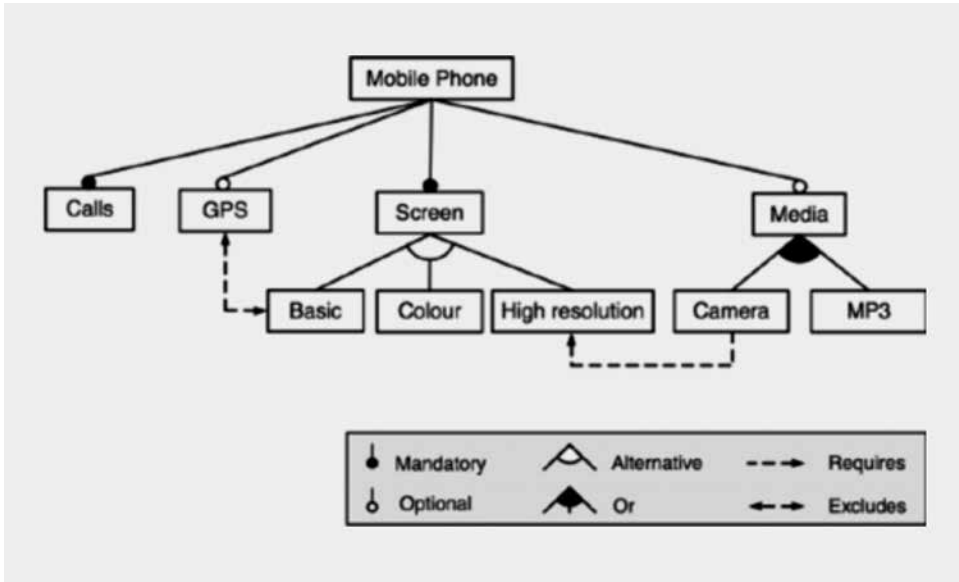 Mobile Phone
Calls GPS Screen Media
Basic Colour High resolution Camera MP3
Mandatory Alternative Requires
Optional Or Excludes